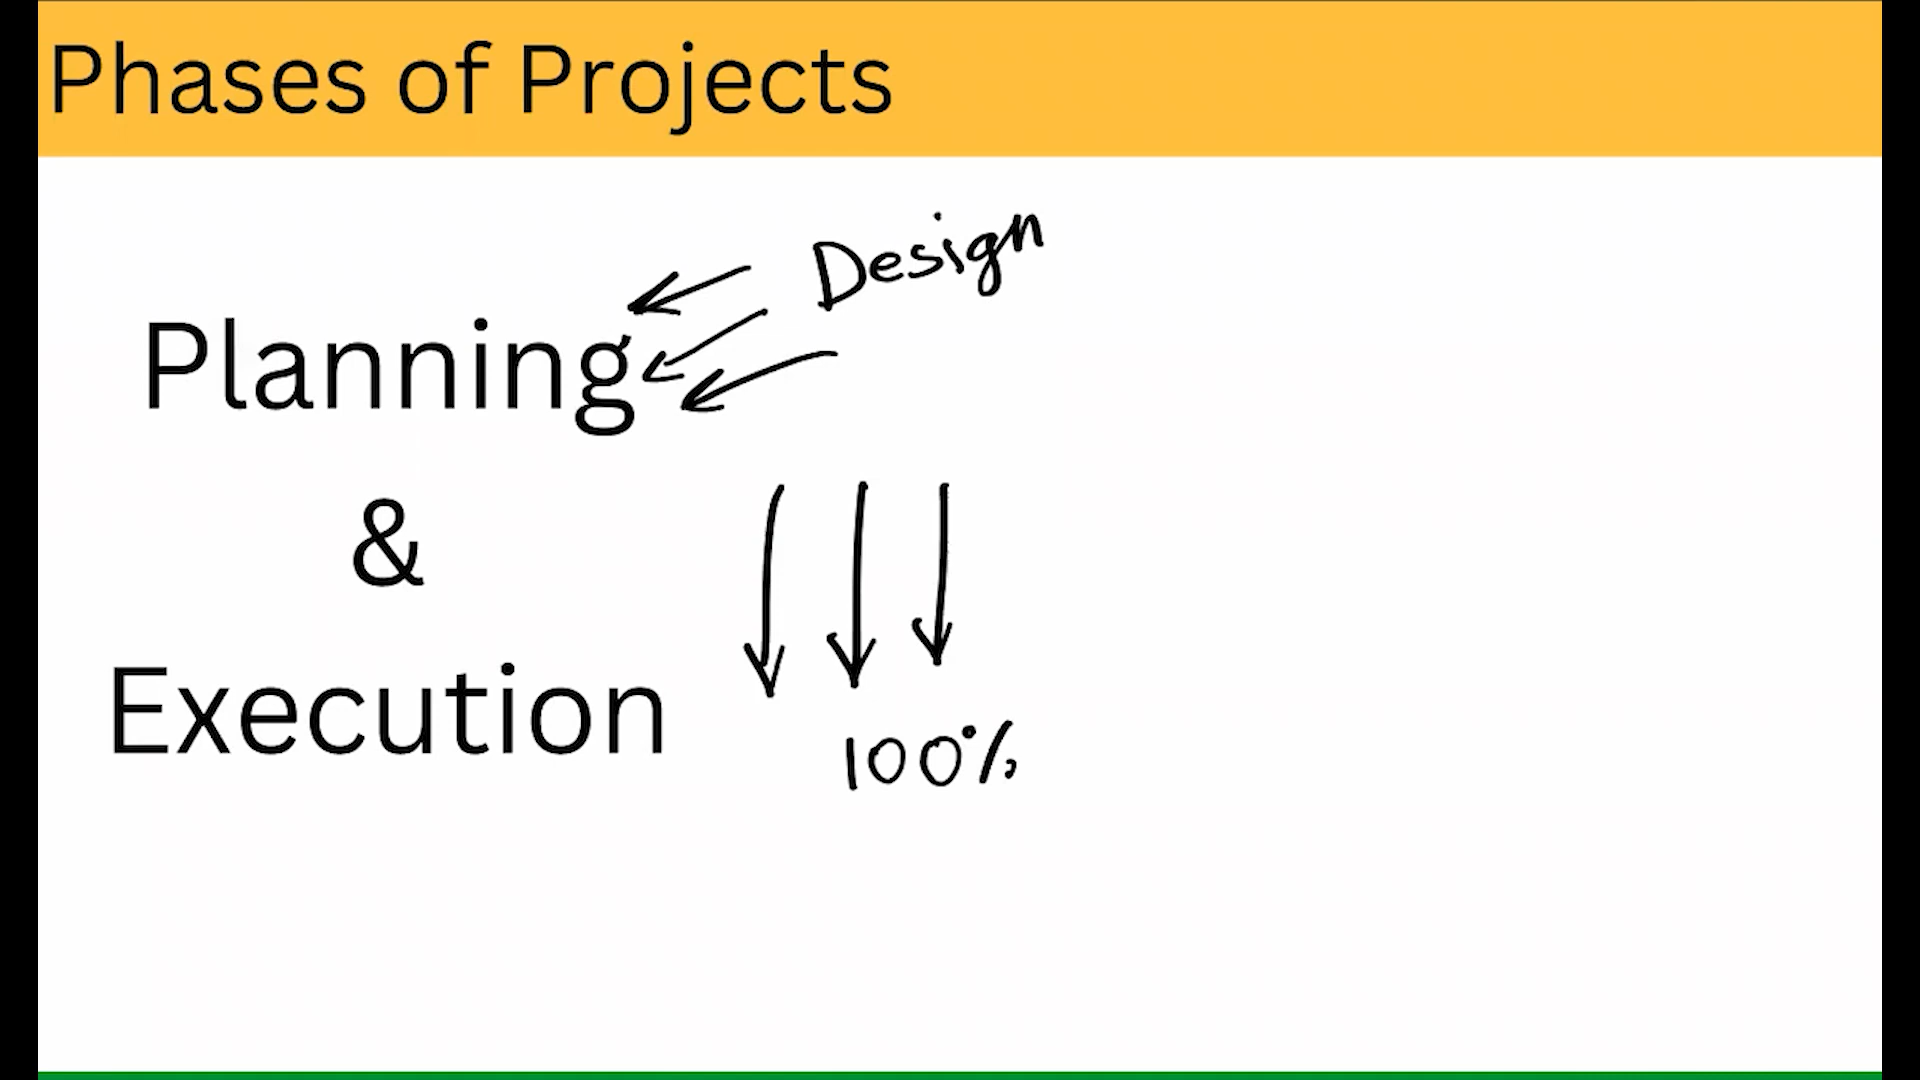 Phases of Projects
Design
Planning
&
Execution
100%